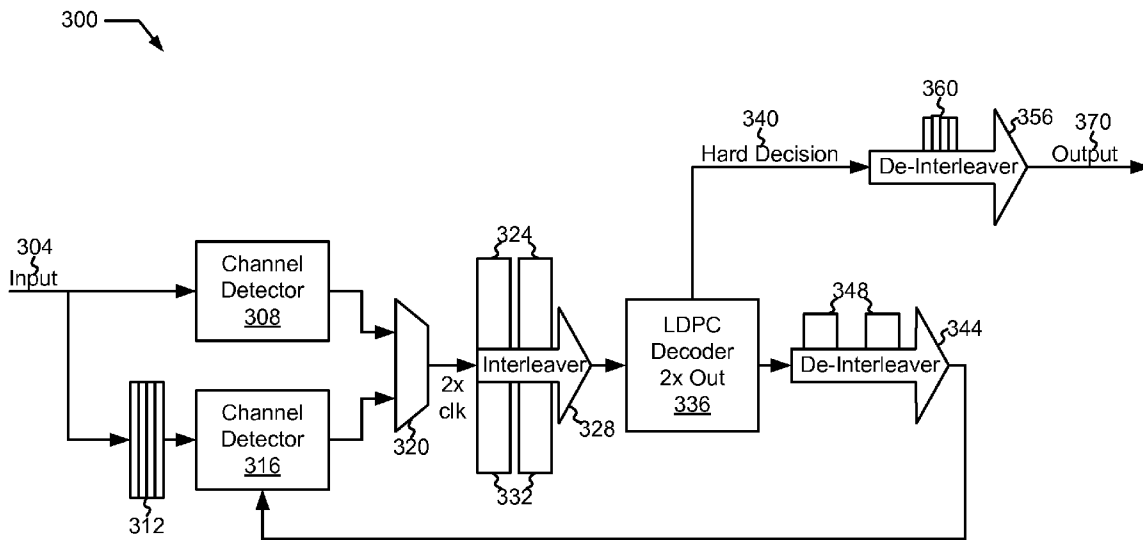 300
360
356
340
370
Hard Decision
De-Interleaver
Output
304
Input
324
Channel
Detector
308
348
LDPC
Decoder
2x Out
336
344
Interleaver
De-Interleaver
2x
clk
328
Channel
Detector
316
320
312
332